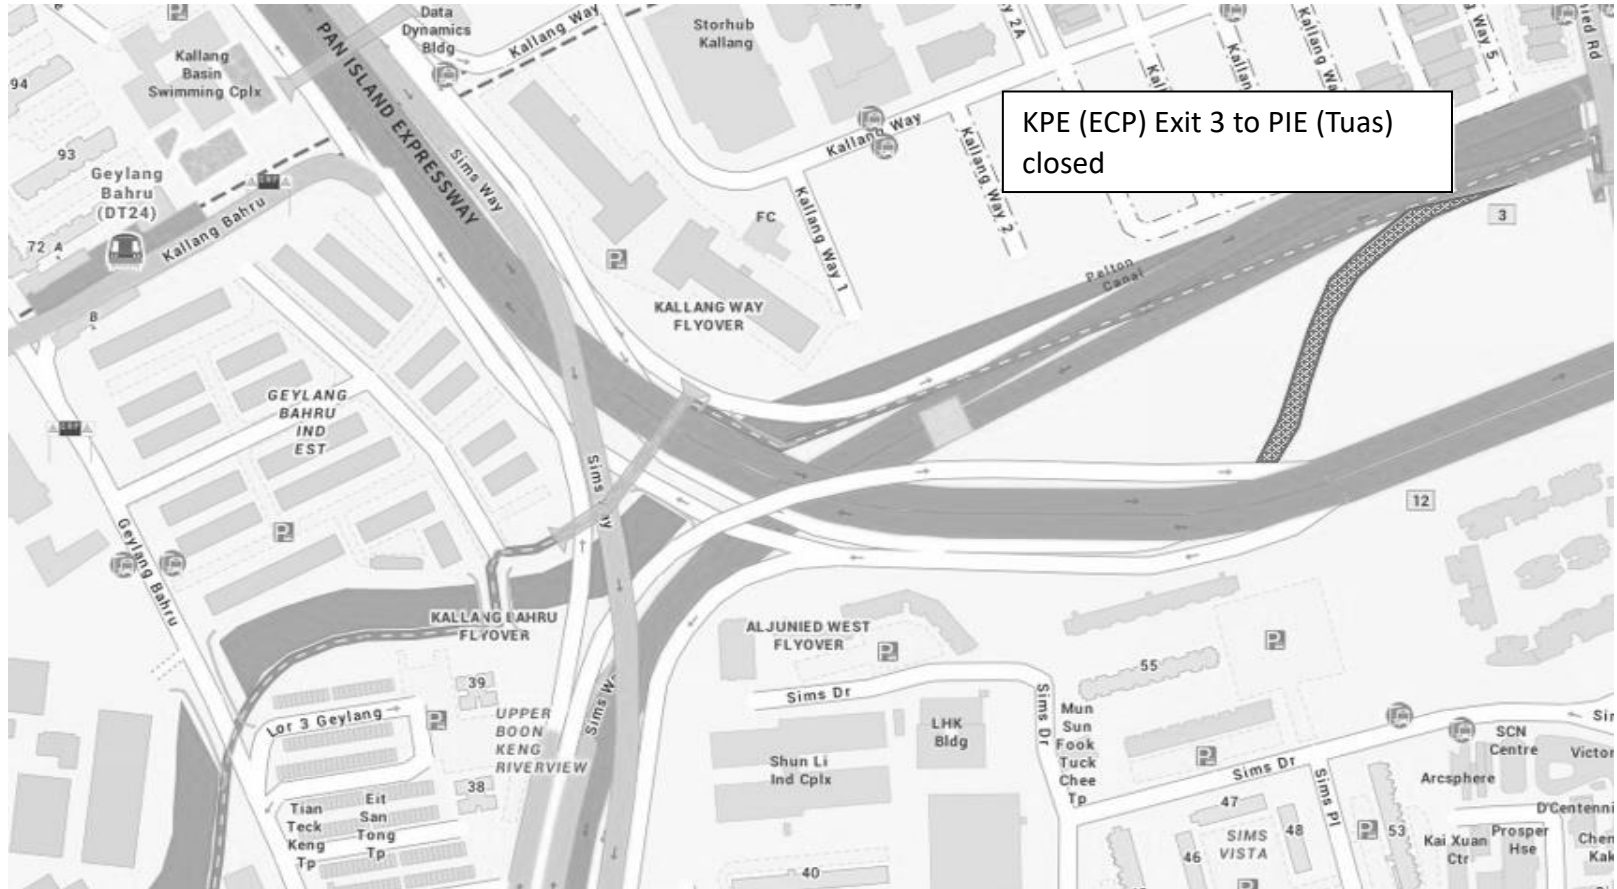 Data
Dynamics
Bldg
Kallang Way
Storhub
Kallang
PAN ISLAND EXPRESSWAY
Kallang
Basin
Swimming Cplx
94
93
Geylang
Bahru
(DT24)
72
A
B
Kallang Bahru
Sims Way
KPE (ECP) Exit 3 to PIE (Tuas)
closed
Kallang Way
Kallang Way 2
Kallang Way 1
FC
3
Pelton
Canal
KALLANG WAY
FLYOVER
GEYLANG
BAHRU
IND
EST
Sims Way
12
Geylang Bahru
KALLANG BAHRU
FLYOVER
ALJUNIED WEST
FLYOVER
55
39
Lor 3 Geylang
UPPER
BOON
KENG
RIVERVIEW
Sims Dr
Sims Dr
LHK
Bldg
Mun
Sun
Fook
Tuck
Chee
Tp
Shun Li
Ind Cplx
SCN
Centre
Arcsphere
Sims Dr
Sims Pl
38
Tian
Teck
Keng
Tp
Eit
San
Tong
Tp
47
48
46
SIMS
VISTA
53
Kai Xuan
Ctr
Prosper
Hse
40